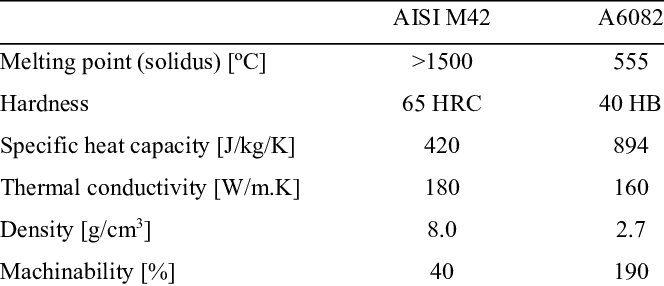 AISI M42 A6082
Melting point (solidus) [ºC] >1500 555
Hardness 65 HRC 40 HB
Specific heat capacity [J/kg/K] 420 894
Thermal conductivity [W/m.K] 180 160
Density [g/cm³] 8.0 2.7
Machinability [%] 40 190